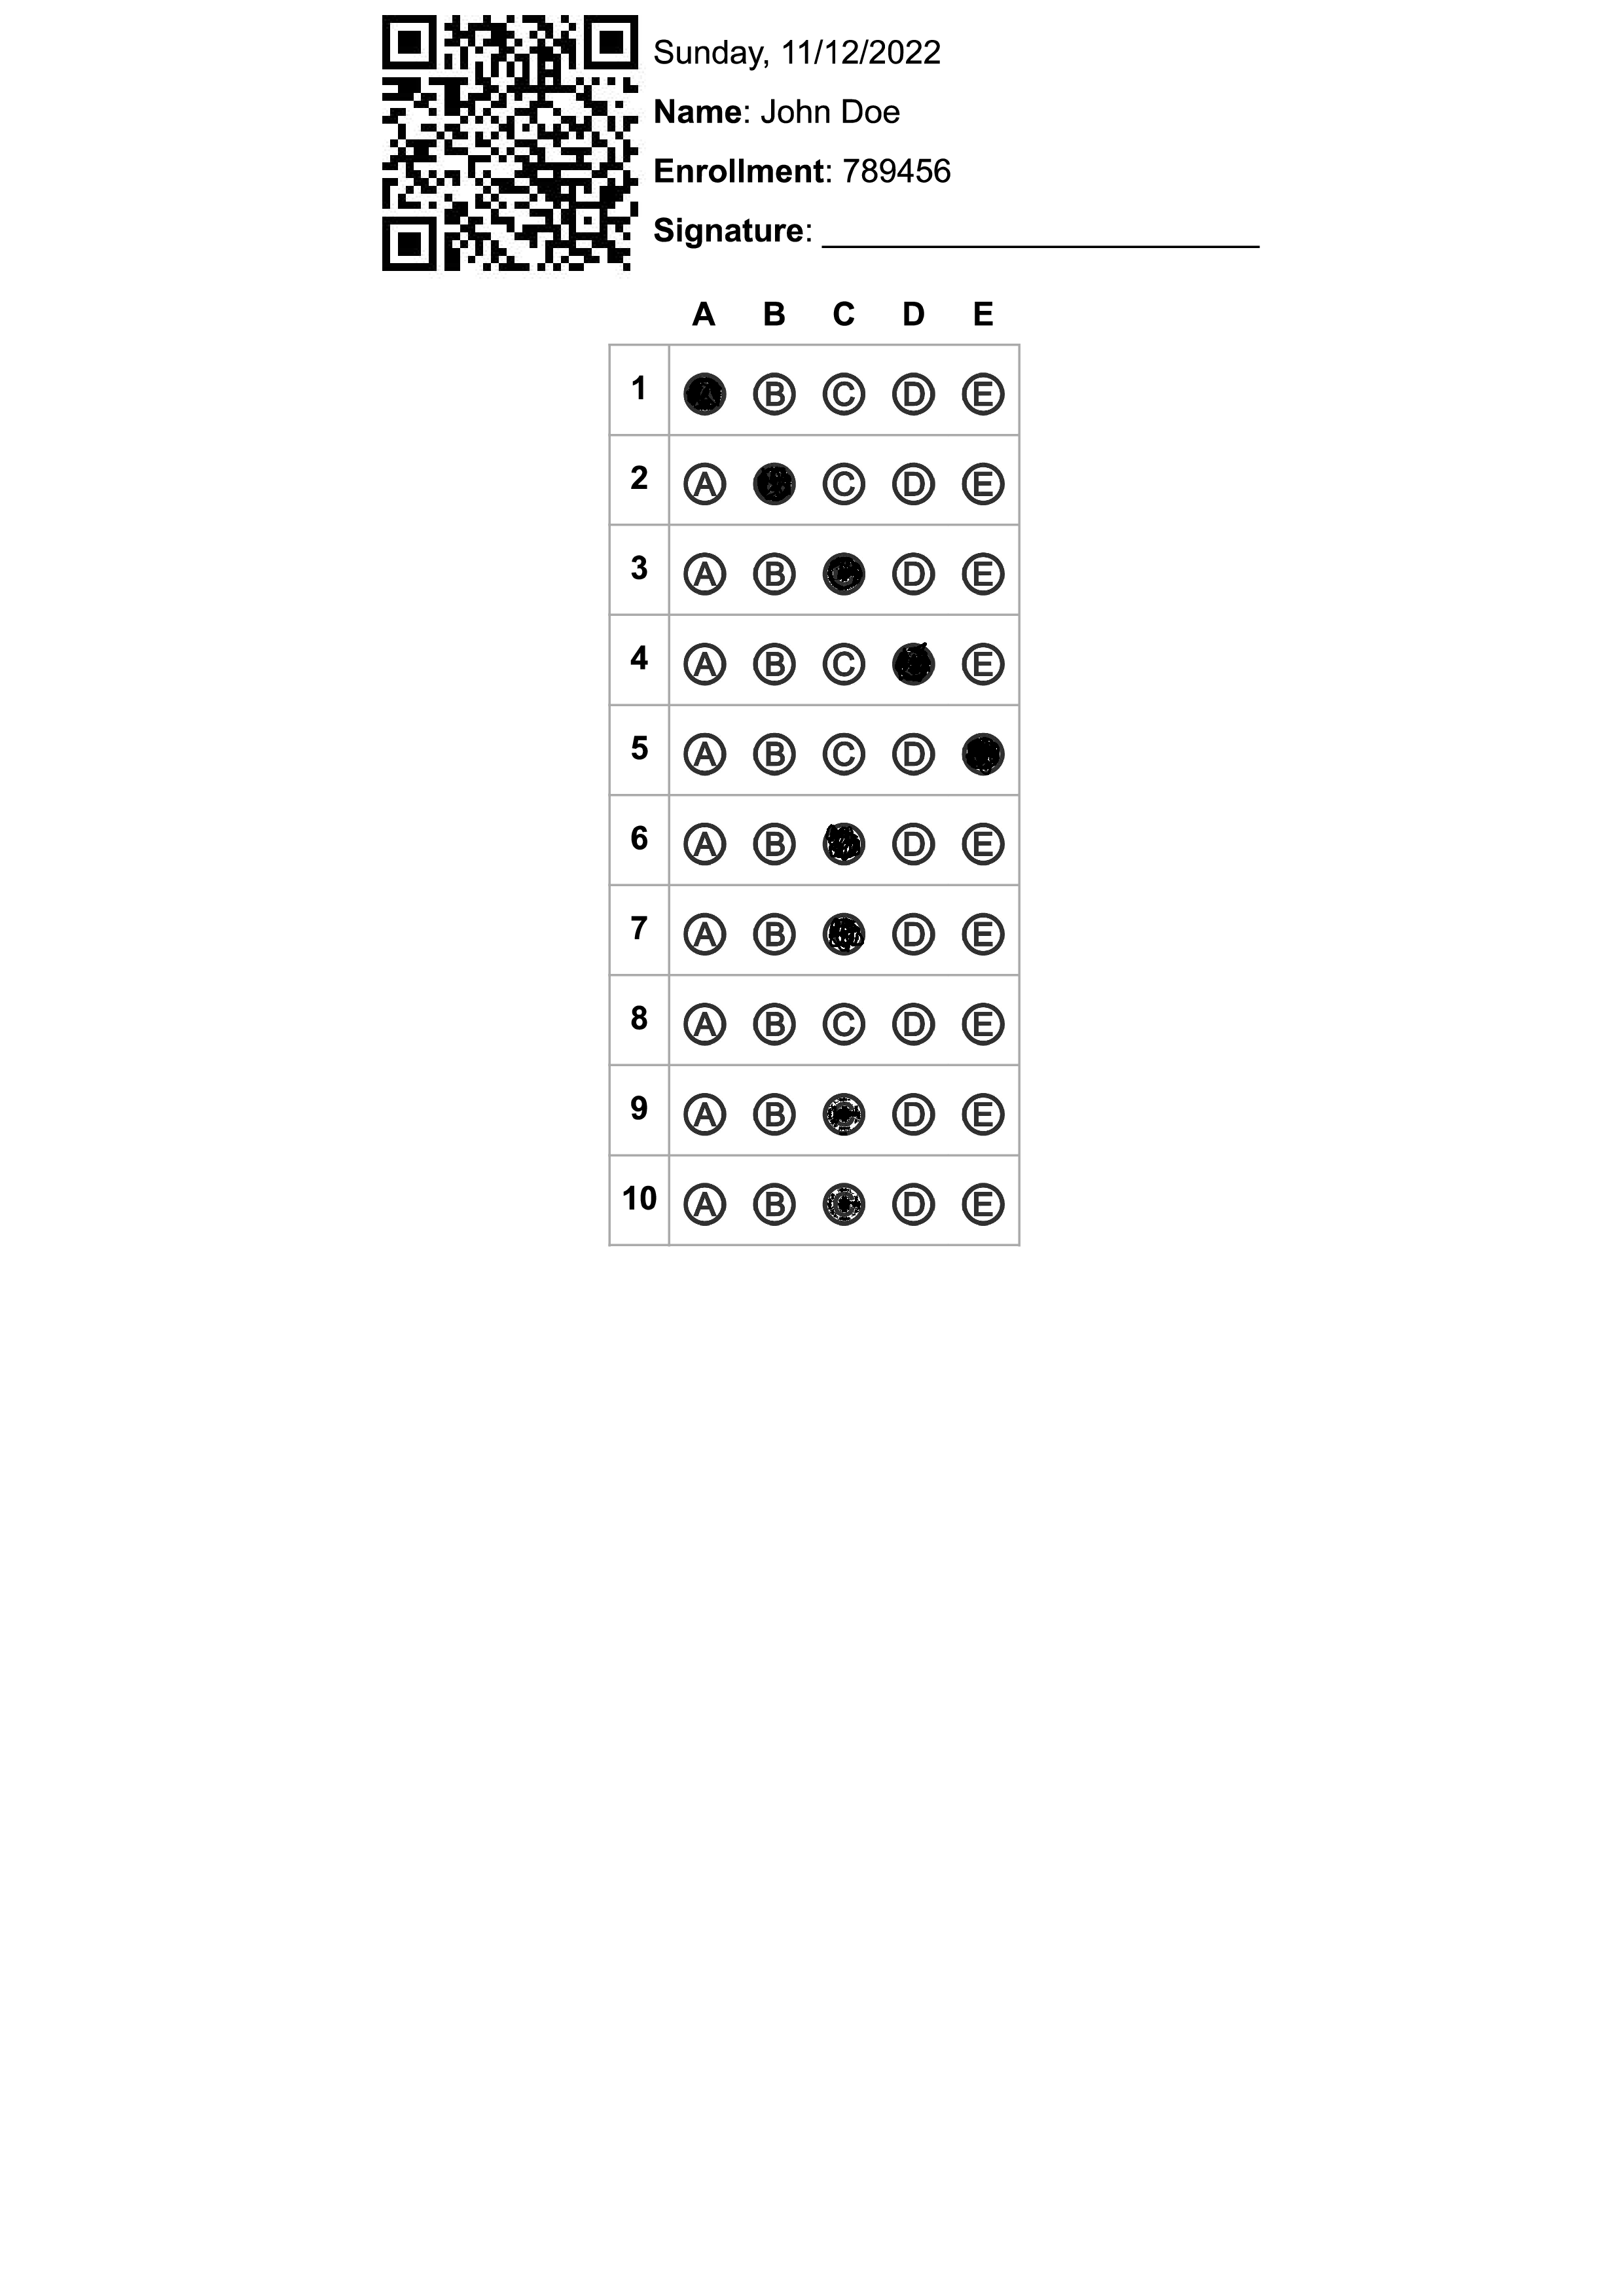 Sunday, 11/12/2022
Name: John Doe
Enrollment: 789456
Signature:
A B C D E
1 B C D E
2 A C D E
3 A B D E
4 A B C E
5 A B C D
6 A B D E
7 A B D E
8 A B C D E
9 A B D E
10 A B D E